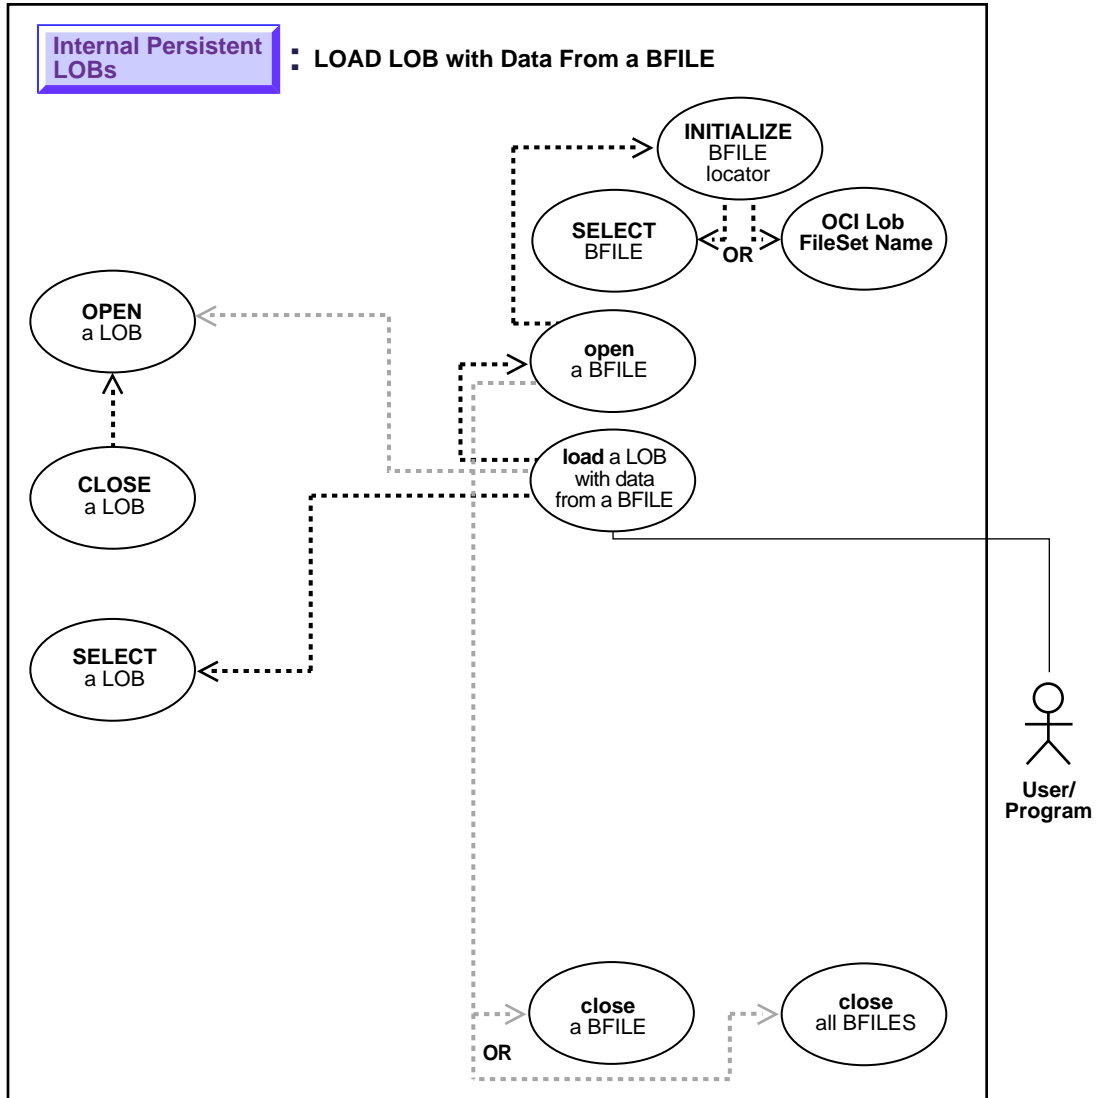 Internal Persistent
LOBs
: LOAD LOB with Data From a BFILE
INITIALIZE
BFILE
locator
SELECT
BFILE
OR
OCI Lob
FileSet Name
OPEN
a LOB
open
a BFILE
load a LOB
with data
from a BFILE
CLOSE
a LOB
SELECT
a LOB
User/
Program
close
a BFILE
OR
close
all BFILES